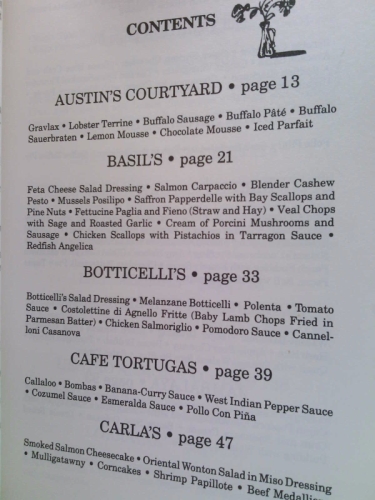 CONTENTS
AUSTIN'S COURTYARD • page 13
Gravlax • Lobster Terrine • Buffalo Sausage • Buffalo Pâté • Buffalo
Sauerbraten • Lemon Mousse • Chocolate Mousse • Iced Parfait
BASIL'S • page 21
Feta Cheese Salad Dressing • Salmon Carpaccio • Blender Cashew
Pesto • Mussels Posilipo • Saffron Papperdelle with Bay Scallops and
Pine Nuts • Fettucine Paglia and Fieno (Straw and Hay) • Veal Chops
with Sage and Roasted Garlic • Cream of Porcini Mushrooms and
Sausage • Chicken Scallops with Pistachios in Tarragon Sauce •
Redfish Angelica
BOTTICELLI'S • page 33
Botticelli's Salad Dressing • Melanzane Botticelli • Polenta • Tomato
Sauce • Costolettine di Agnello Fritte (Baby Lamb Chops Fried in
Parmesan Batter) • Chicken Salmoriglio • Pomodoro Sauce • Cannel-
loni Casanova
CAFE TORTUGAS • page 39
Callaloo • Bombas • Banana-Curry Sauce • West Indian Pepper Sauce
• Cozumel Sauce • Esmeralda Sauce • Pollo Con Piña
CARLA'S • page 47
Smoked Salmon Cheesecake • Oriental Wonton Salad in Miso Dressing
• Mulligatawny • Corncakes • Shrimp Papillote • Beef Medallion